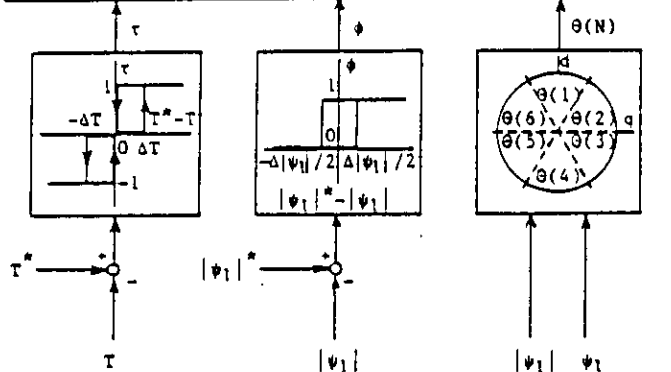 τ φ θ(N)
τ φ d
1 1 θ(1)
-ΔT T*-T θ(6) θ(2) q
0 ΔT 0 θ(5) θ(3)
-Δ|ψ₁|/2 Δ|ψ₁|/2 θ(4)
-1 |ψ₁|*-|ψ₁|
T* + - |ψ₁|* + -
T |ψ₁| |ψ₁| ψ₁